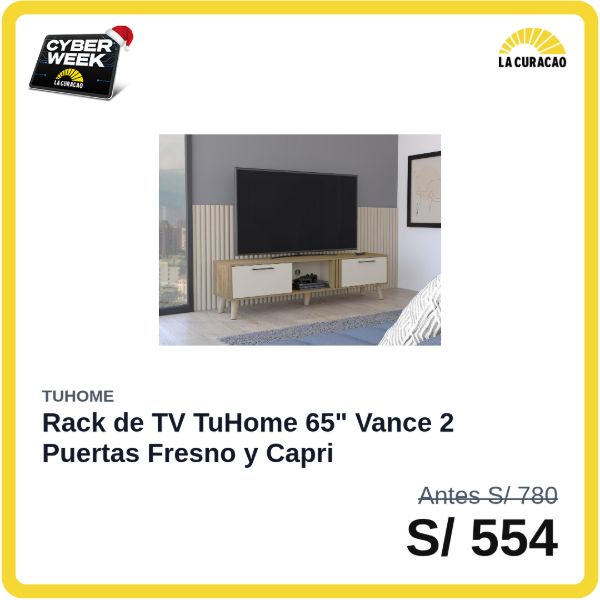 CYBER
WEEK
LA CURACAO
LA CURACAO
TUHOME
Rack de TV TuHome 65" Vance 2
Puertas Fresno y Capri
Antes S/ 780
S/ 554